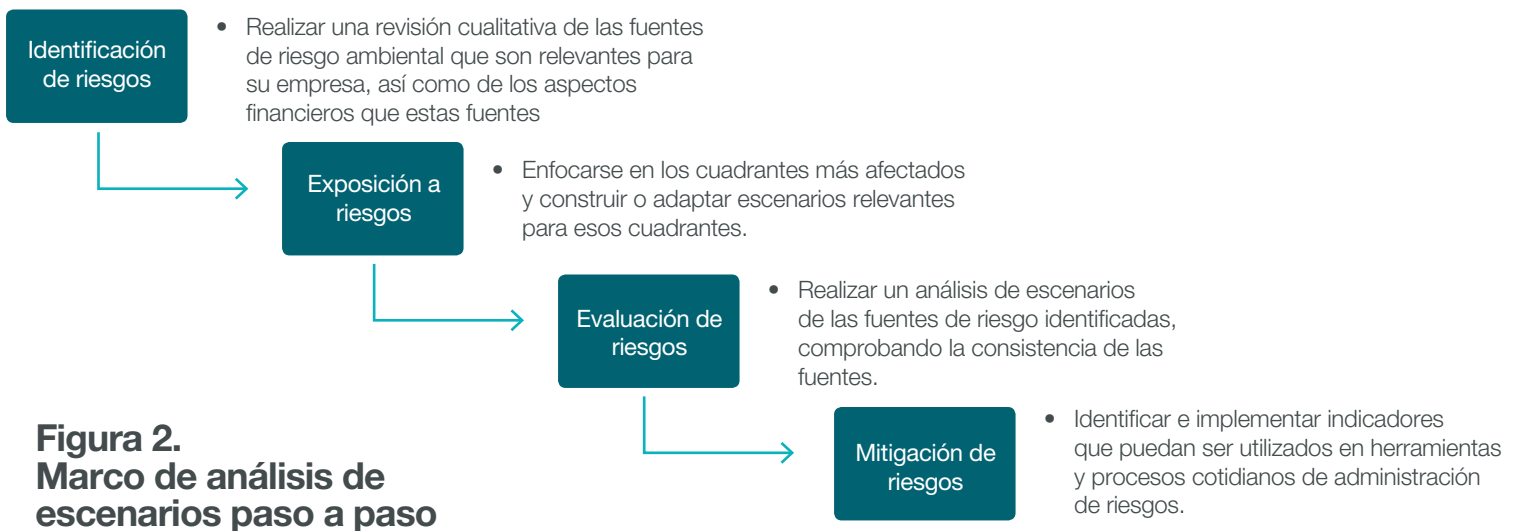 Identificación
de riesgos
• Realizar una revisión cualitativa de las fuentes
de riesgo ambiental que son relevantes para
su empresa, así como de los aspectos
financieros que estas fuentes
Exposición a
riesgos
• Enfocarse en los cuadrantes más afectados
y construir o adaptar escenarios relevantes
para esos cuadrantes.
Evaluación de
riesgos
• Realizar un análisis de escenarios
de las fuentes de riesgo identificadas,
comprobando la consistencia de las
fuentes.
Mitigación de
riesgos
• Identificar e implementar indicadores
que puedan ser utilizados en herramientas
y procesos cotidianos de administración
de riesgos.
Figura 2.
Marco de análisis de
escenarios paso a paso